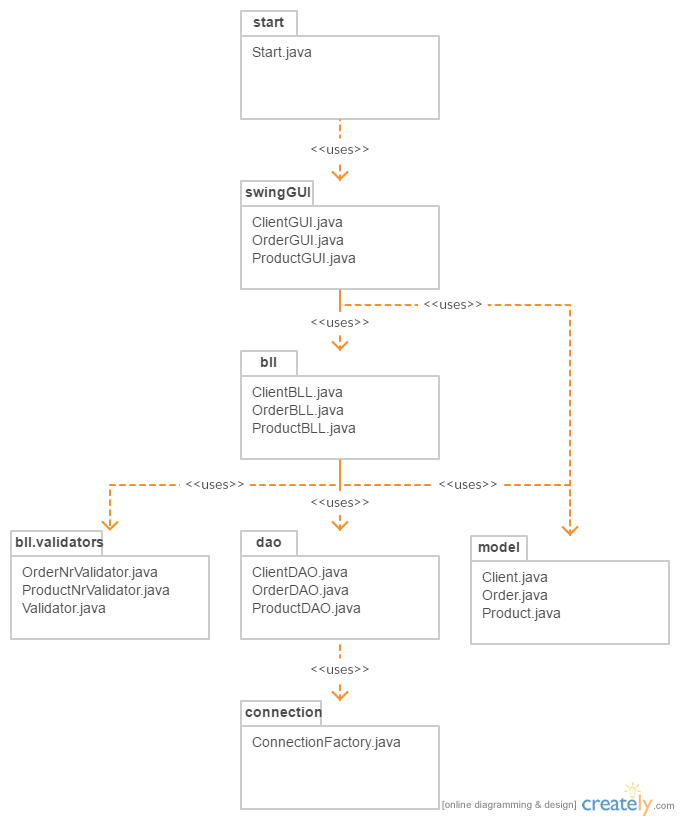 start
Start.java
<<uses>>
swingGUI
ClientGUI.java
OrderGUI.java
ProductGUI.java
<<uses>>
<<uses>>
bll
ClientBLL.java
OrderBLL.java
ProductBLL.java
<<uses>>
<<uses>>
<<uses>>
bll.validators
OrderNrValidator.java
ProductNrValidator.java
Validator.java
dao
ClientDAO.java
OrderDAO.java
ProductDAO.java
model
Client.java
Order.java
Product.java
<<uses>>
connection
ConnectionFactory.java
[online diagramming & design] creately.com